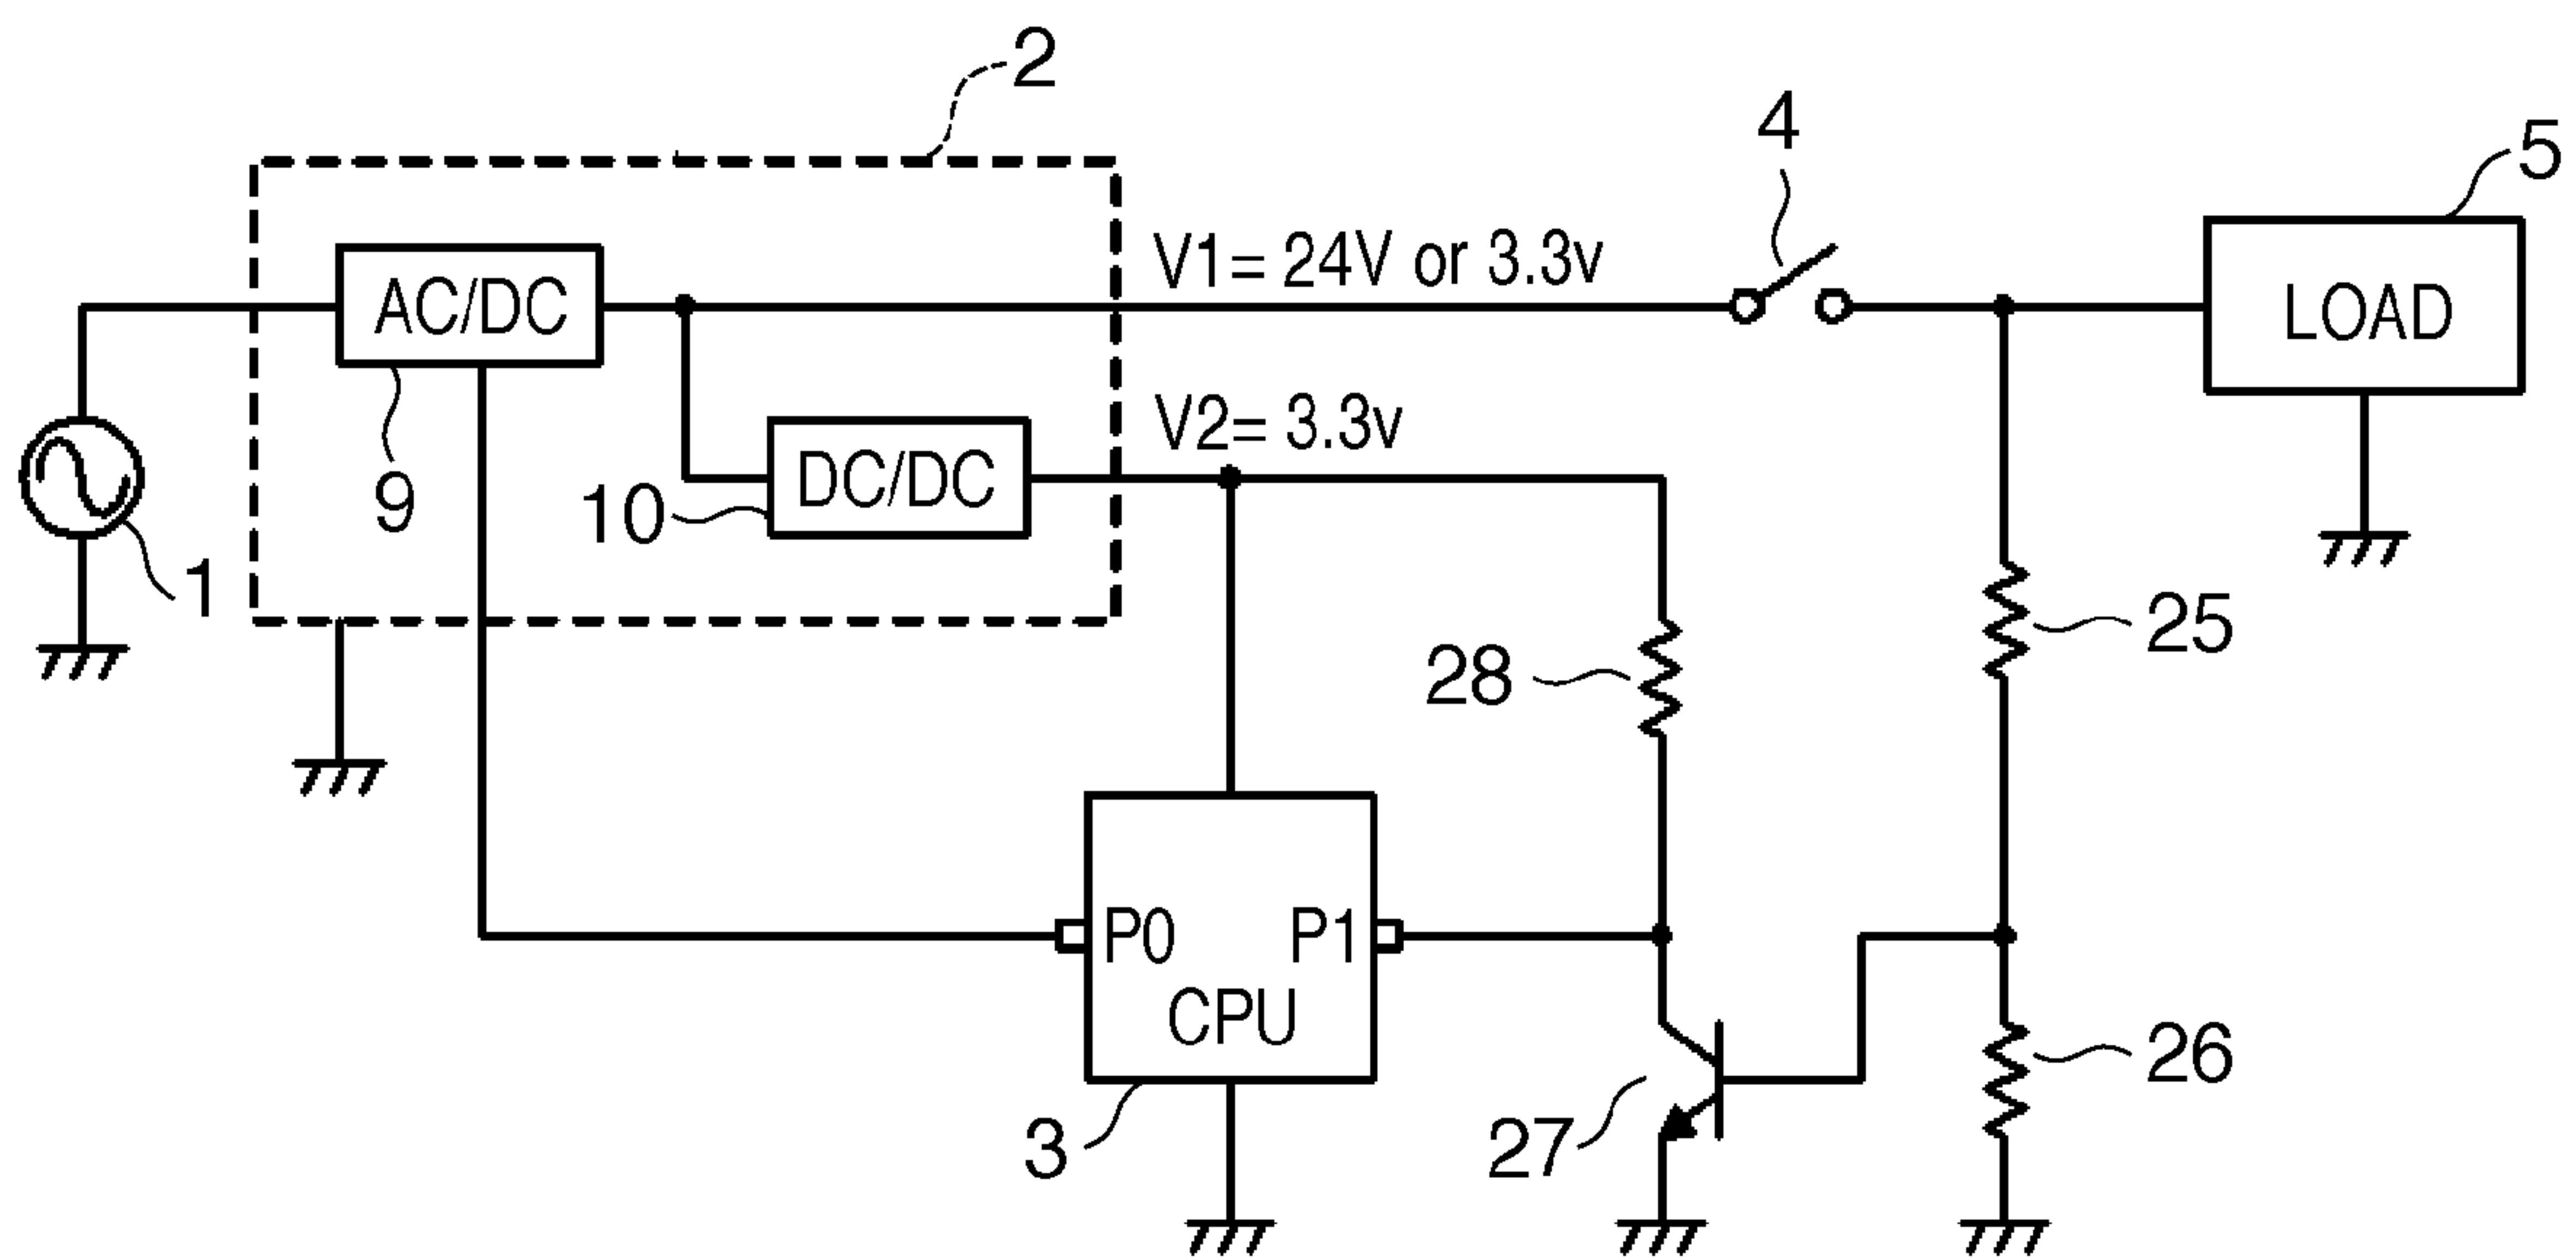 2
4
5
V1= 24V or 3.3v
AC/DC
LOAD
V2= 3.3v
DC/DC
9
10
1
25
28
P0
P1
CPU
26
3
27